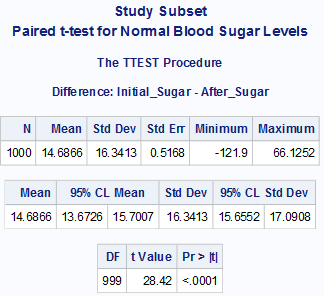 Study Subset
Paired t-test for Normal Blood Sugar Levels
The TTEST Procedure
Difference: Initial_Sugar - After_Sugar
N Mean Std Dev Std Err Minimum Maximum
1000 14.6866 16.3413 0.5168 -121.9 66.1252
Mean 95% CL Mean Std Dev 95% CL Std Dev
14.6866 13.6726 15.7007 16.3413 15.6552 17.0908
DF t Value Pr > |t|
999 28.42 <.0001